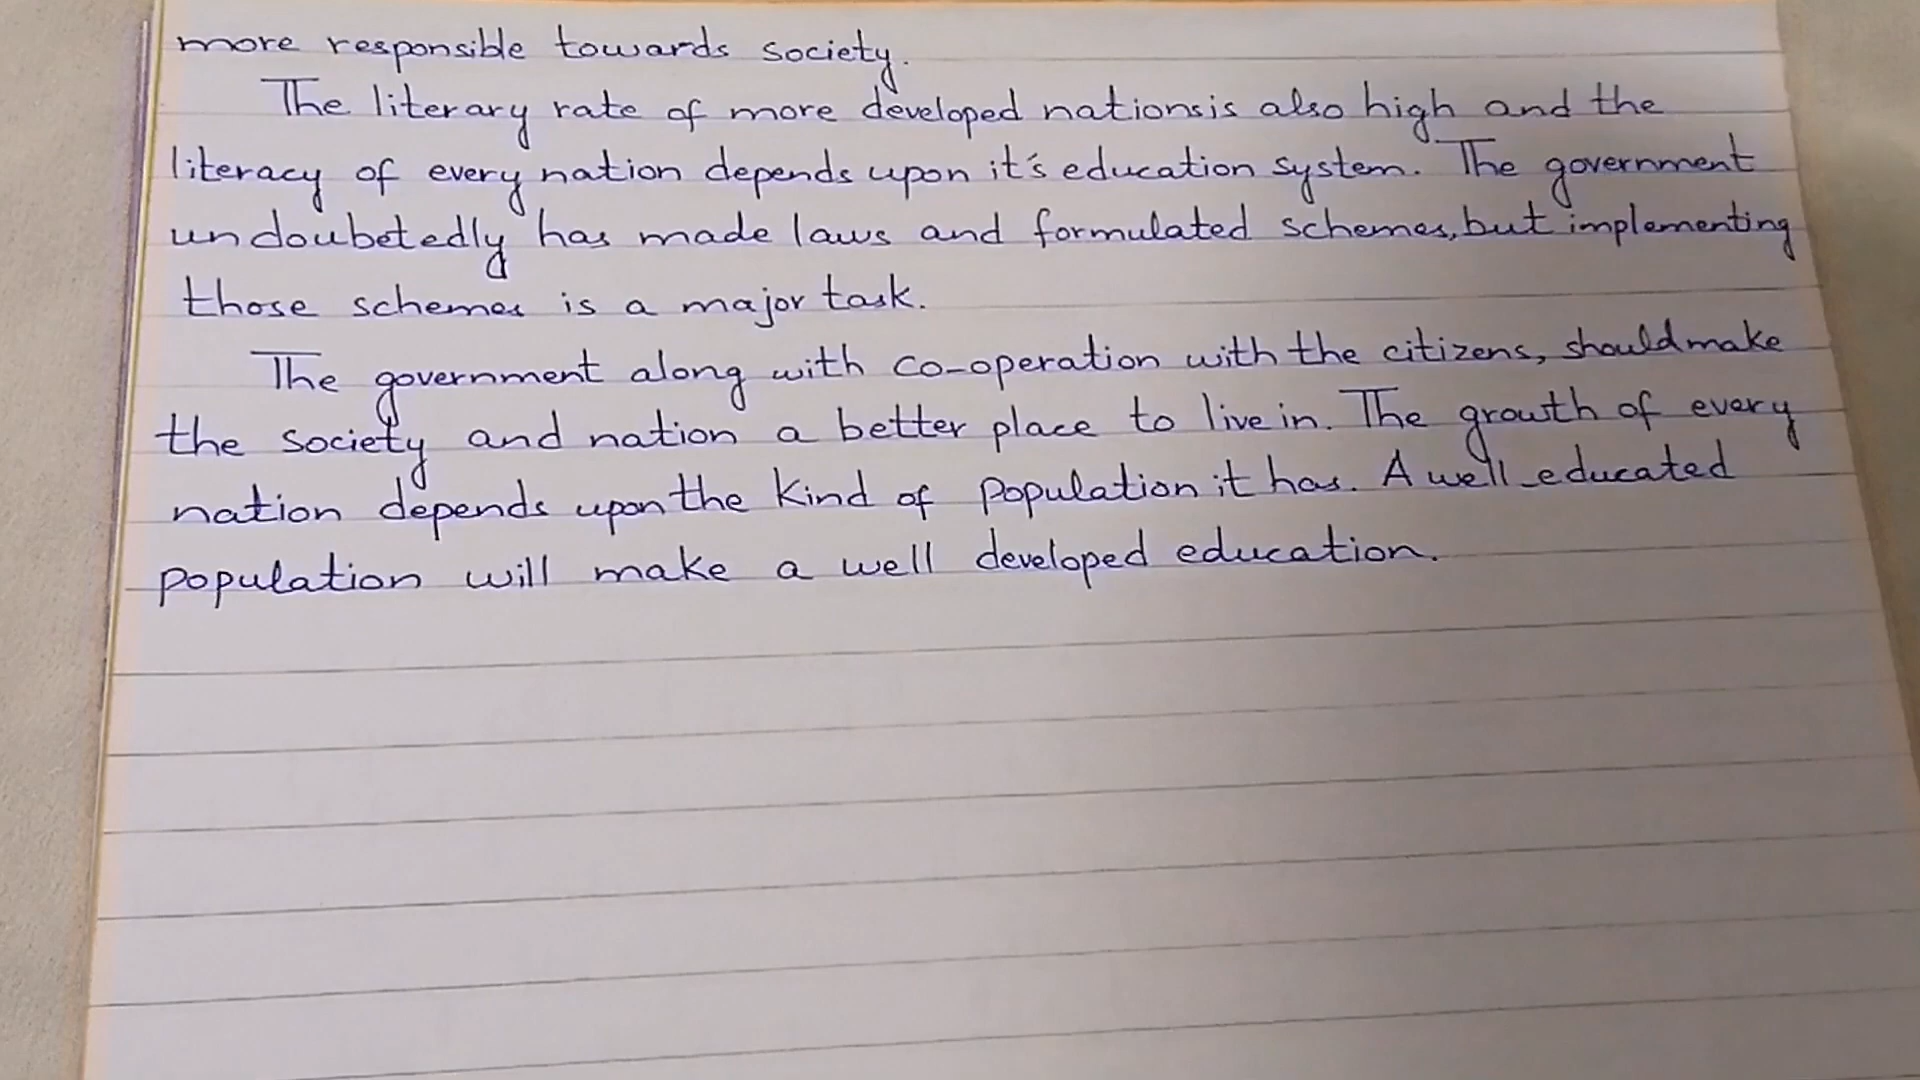 more responsible towards society.
The literary rate of more developed nations is also high and the
literacy of every nation depends upon it's education system. The government
undoubetedly has made laws and formulated schemes, but implementing
those schemes is a major task.
The government along with co-operation with the citizens, should make
the society and nation a better place to live in. The growth of every
nation depends upon the kind of population it has. A well-educated
population will make a well developed education.